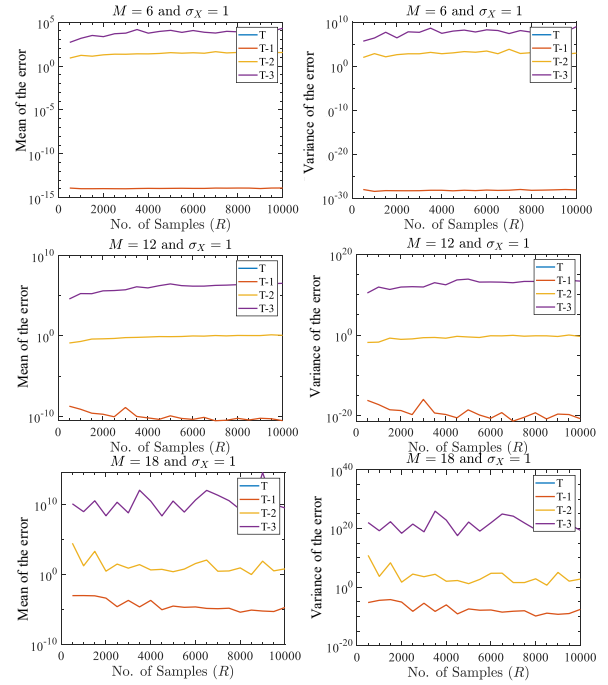 M = 6 and σX = 1
Mean of the error
10^5
10^0
10^-5
10^-10
10^-15
T
T-1
T-2
T-3
0 2000 4000 6000 8000 10000
No. of Samples (R)
M = 6 and σX = 1
Variance of the error
10^10
10^0
0^-10
10^-20
10^-30
T
T-1
T-2
T-3
0 2000 4000 6000 8000 10000
No. of Samples (R)
M = 12 and σX = 1
Mean of the error
10^10
10^0
10^-10
T
T-1
T-2
T-3
0 2000 4000 6000 8000 10000
No. of Samples (R)
M = 12 and σX = 1
Variance of the error
10^20
10^0
10^-20
T
T-1
T-2
T-3
0 2000 4000 6000 8000 10000
No. of Samples (R)
M = 18 and σX = 1
Mean of the error
10^10
10^0
10^-10
T
T-1
T-2
T-3
0 2000 4000 6000 8000 10000
No. of Samples (R)
M = 18 and σX = 1
Variance of the error
10^40
10^20
10^0
10^-20
T
T-1
T-2
T-3
0 2000 4000 6000 8000 10000
No. of Samples (R)